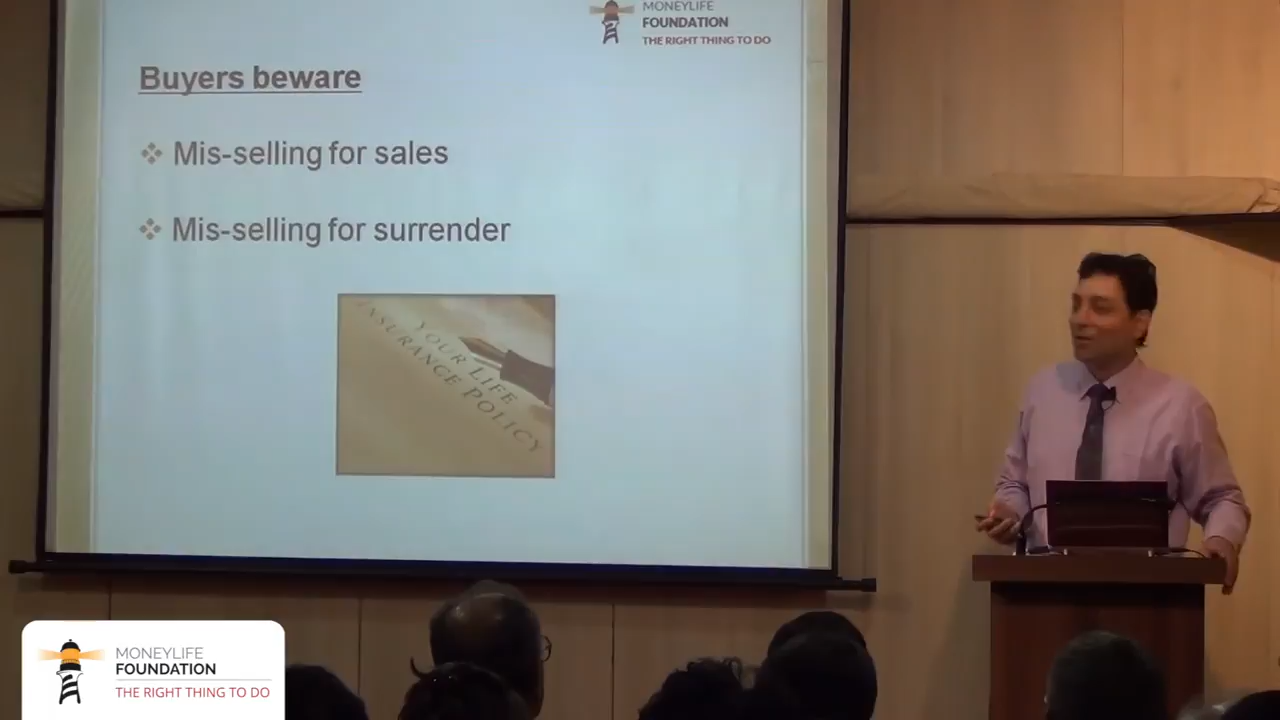 MONEYLIFE
FOUNDATION
THE RIGHT THING TO DO
Buyers beware
Mis-selling for sales
Mis-selling for surrender
YOUR LIFE
INSURANCE POLICY
MONEYLIFE
FOUNDATION
THE RIGHT THING TO DO